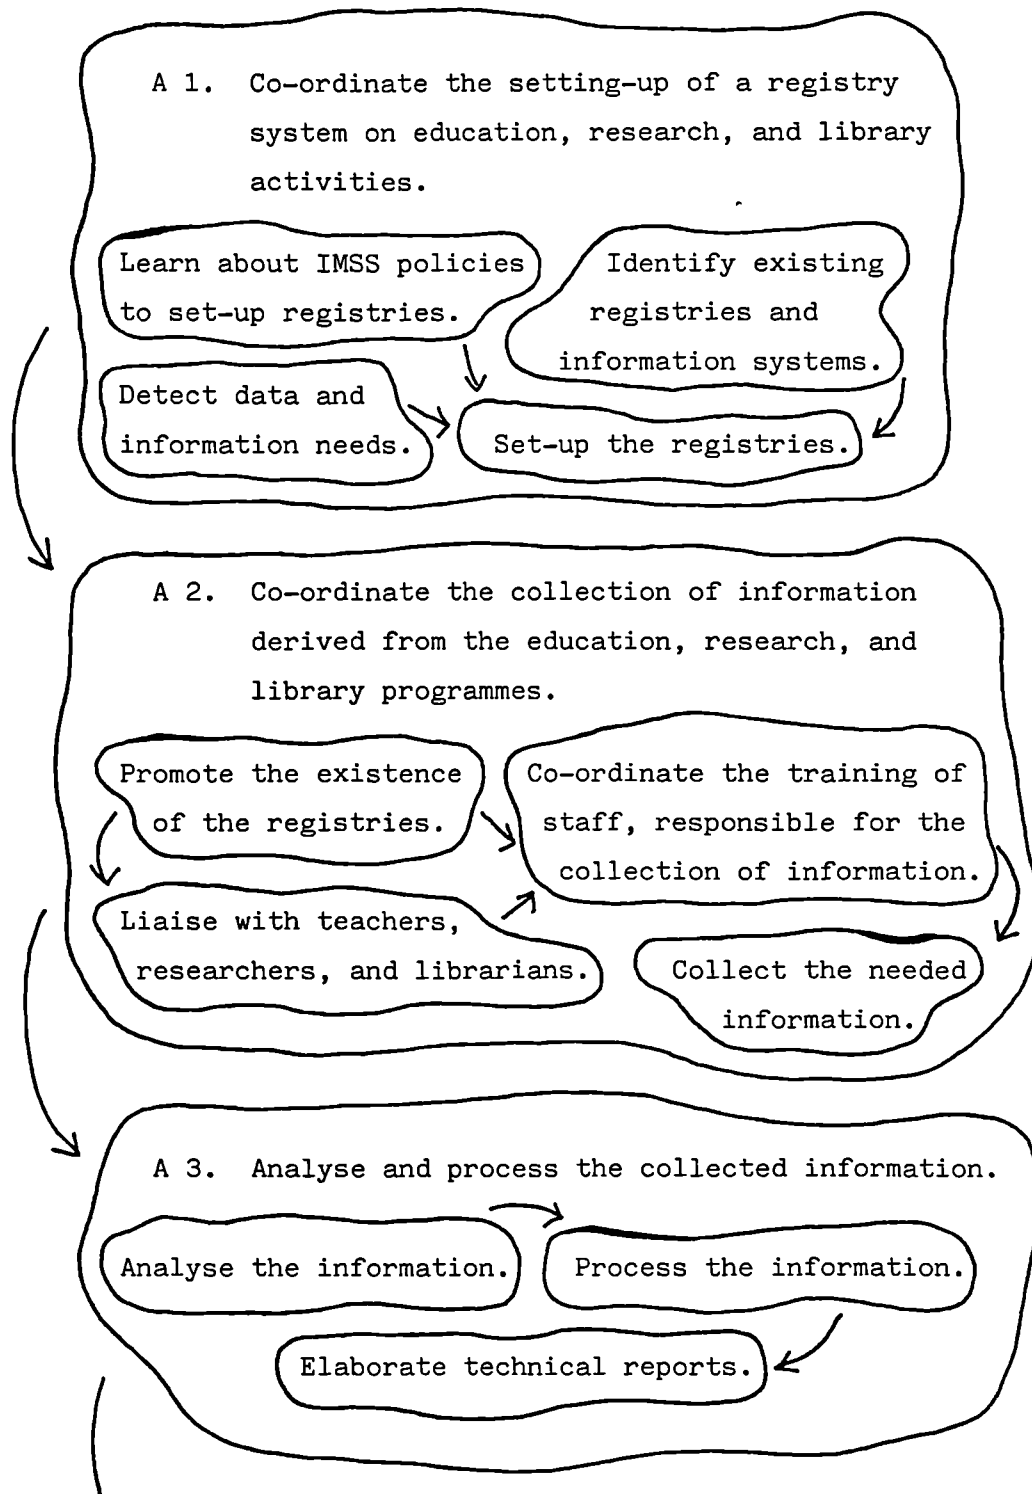 A 1. Co-ordinate the setting-up of a registry
system on education, research, and library
activities.
Learn about IMSS policies
to set-up registries.
Identify existing
registries and
information systems.
Detect data and
information needs.
Set-up the registries.
A 2. Co-ordinate the collection of information
derived from the education, research, and
library programmes.
Promote the existence
of the registries.
Co-ordinate the training of
staff, responsible for the
collection of information.
Liaise with teachers,
researchers, and librarians.
Collect the needed
information.
A 3. Analyse and process the collected information.
Analyse the information.
Process the information.
Elaborate technical reports.